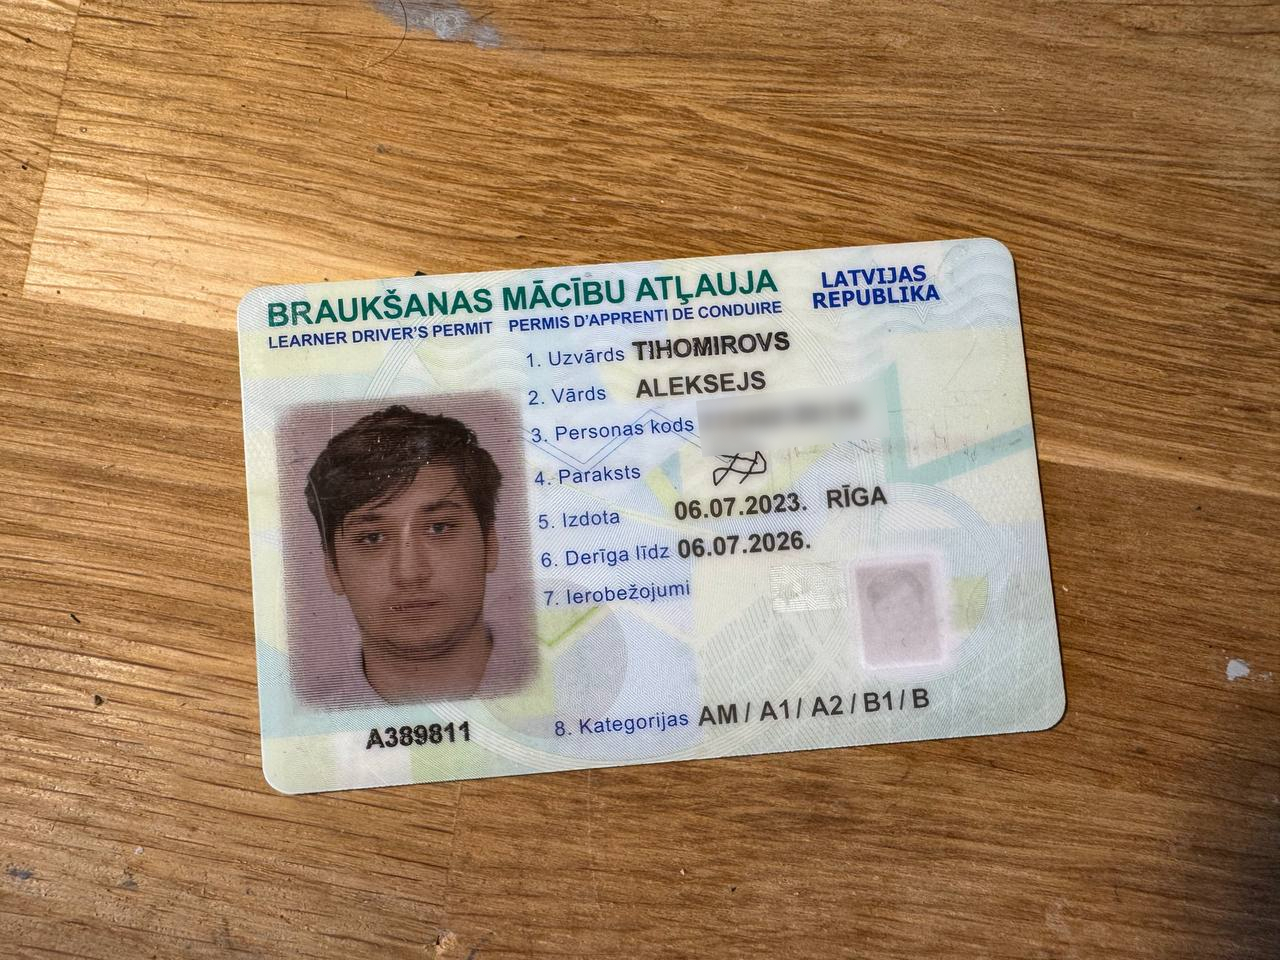 BRAUKŠANAS MĀCĪBU ATĻAUJA
LEARNER DRIVER'S PERMIT PERMIS D'APPRENTI DE CONDUIRE
LATVIJAS
REPUBLIKA
1. Uzvārds TIHOMIROVS
2. Vārds ALEKSEJS
3. Personas kods
4. Paraksts
5. Izdota 06.07.2023. RĪGA
6. Derīga līdz 06.07.2026.
7. Ierobežojumi
8. Kategorijas AM / A1 / A2 / B1 / B
A389811